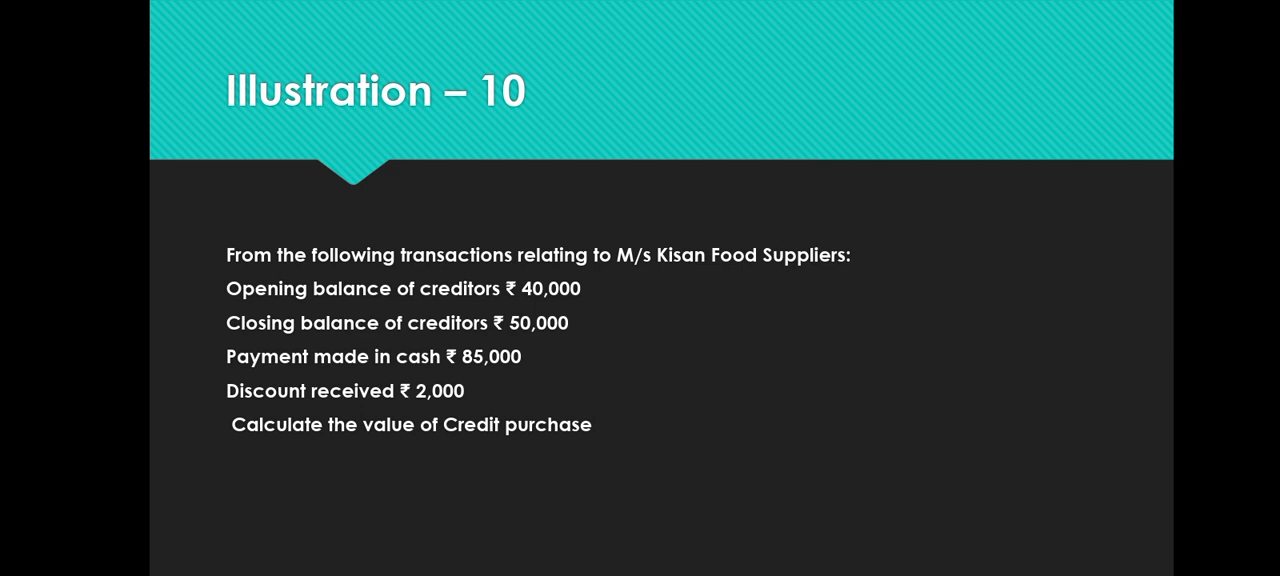 Illustration – 10
From the following transactions relating to M/s Kisan Food Suppliers:
Opening balance of creditors ₹ 40,000
Closing balance of creditors ₹ 50,000
Payment made in cash ₹ 85,000
Discount received ₹ 2,000
Calculate the value of Credit purchase